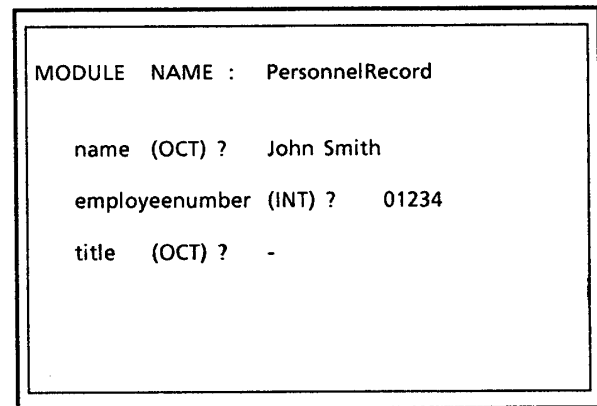 MODULE NAME : PersonnelRecord
name (OCT) ? John Smith
employeenumber (INT) ? 01234
title (OCT) ? -